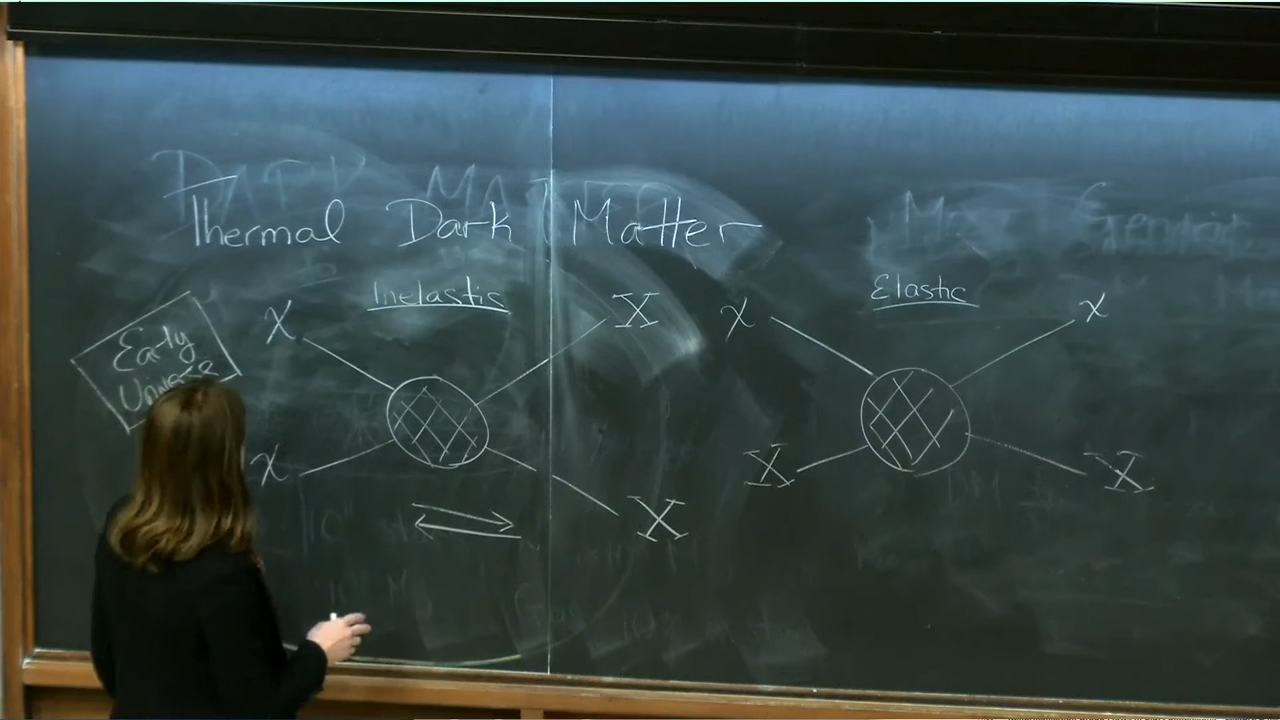 Thermal Dark Matter
Early
Universe
Inelastic
χ
X
χ
X
Elastic
χ
χ
X
X